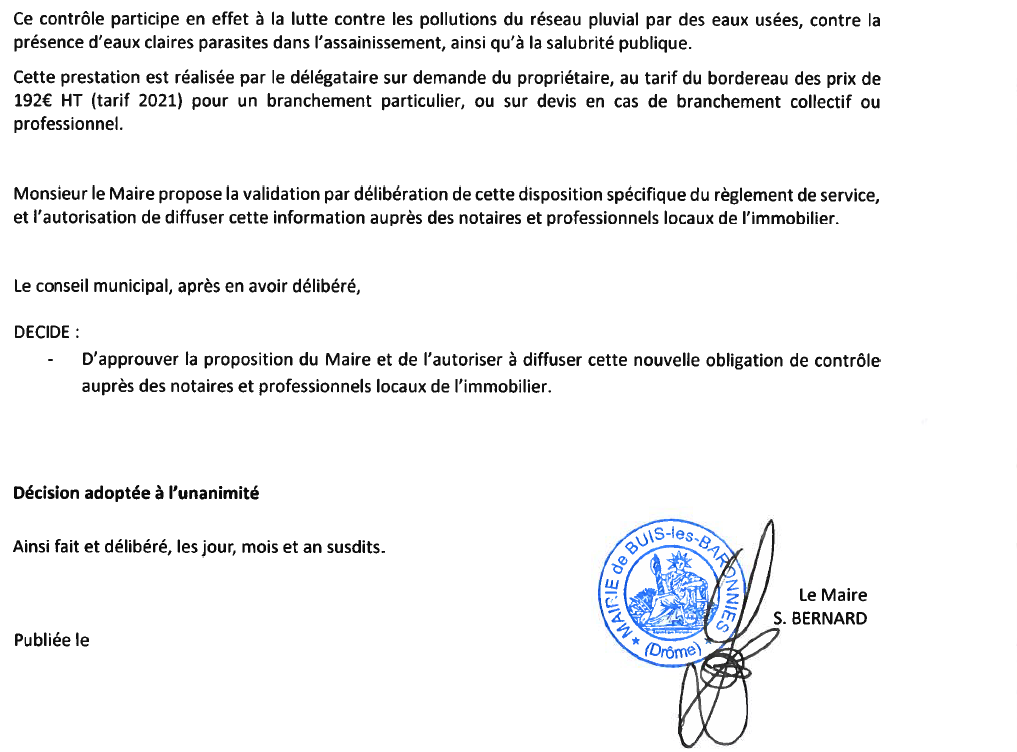 Ce contrôle participe en effet à la lutte contre les pollutions du réseau pluvial par des eaux usées, contre la
présence d'eaux claires parasites dans l'assainissement, ainsi qu'à la salubrité publique.
Cette prestation est réalisée par le délégataire sur demande du propriétaire, au tarif du bordereau des prix de
192€ HT (tarif 2021) pour un branchement particulier, ou sur devis en cas de branchement collectif ou
professionnel.
Monsieur le Maire propose la validation par délibération de cette disposition spécifique du règlement de service,
et l'autorisation de diffuser cette information auprès des notaires et professionnels locaux de l'immobilier.
Le conseil municipal, après en avoir délibéré,
DECIDE :
- D'approuver la proposition du Maire et de l'autoriser à diffuser cette nouvelle obligation de contrôle
auprès des notaires et professionnels locaux de l'immobilier.
Décision adoptée à l'unanimité
Ainsi fait et délibéré, les jour, mois et an susdits.
MAIRIE de BUIS-les-BARONNIES
(Drôme)
Le Maire
S. BERNARD
Publiée le